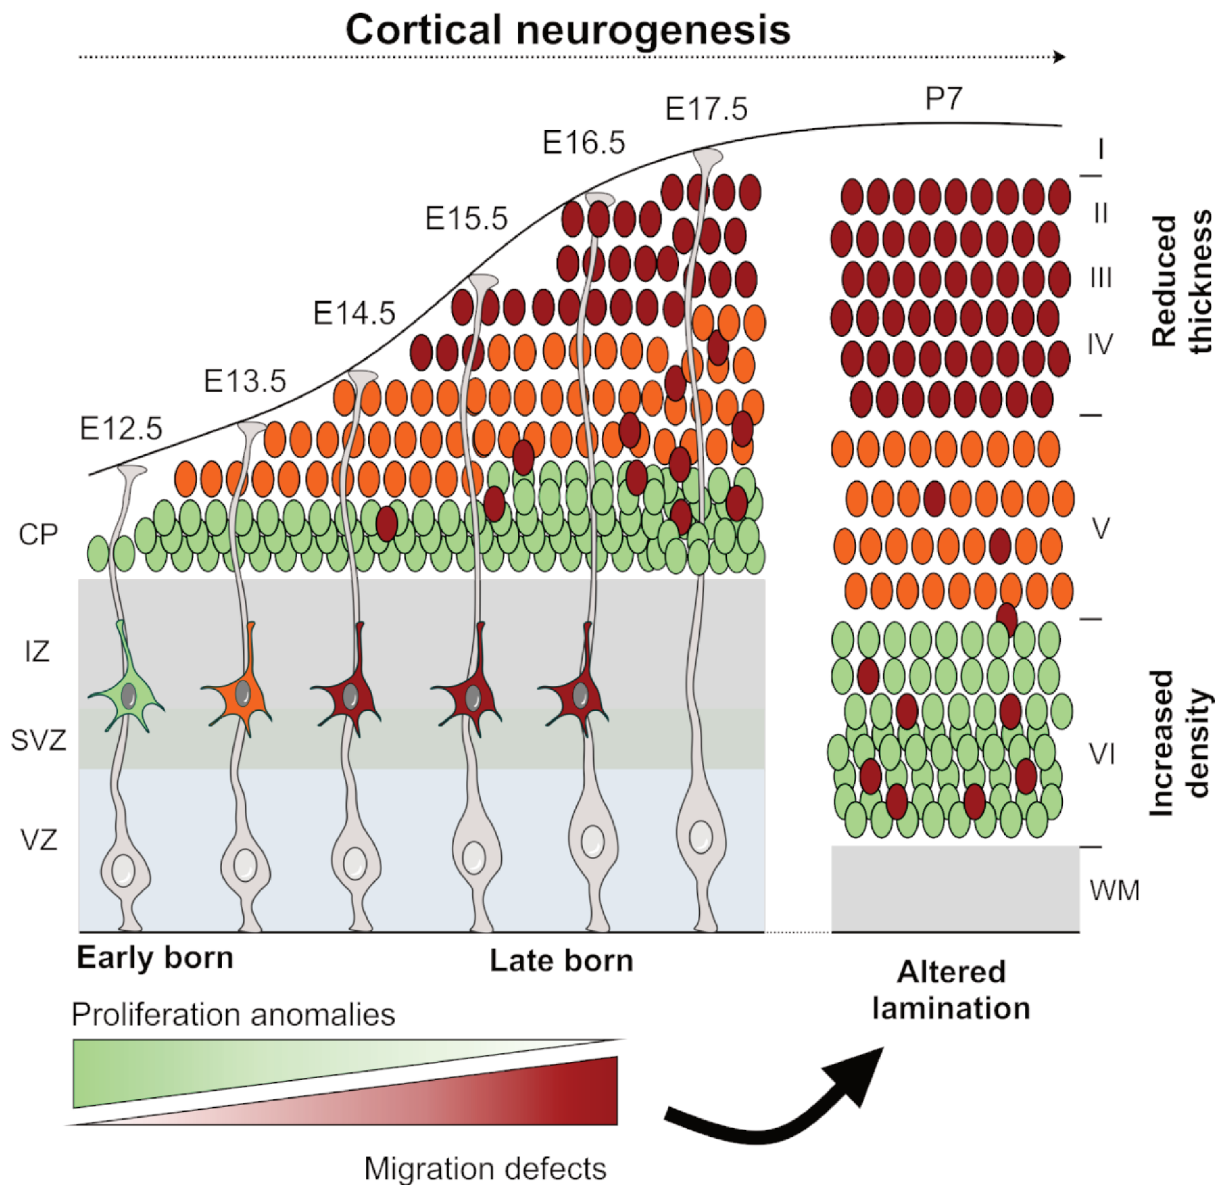 Cortical neurogenesis
E12.5
E13.5
E14.5
E15.5
E16.5
E17.5
P7
I
II
III
IV
V
VI
WM
Reduced
thickness
Increased
density
CP
IZ
SVZ
VZ
Early born
Late born
Altered
lamination
Proliferation anomalies
Migration defects